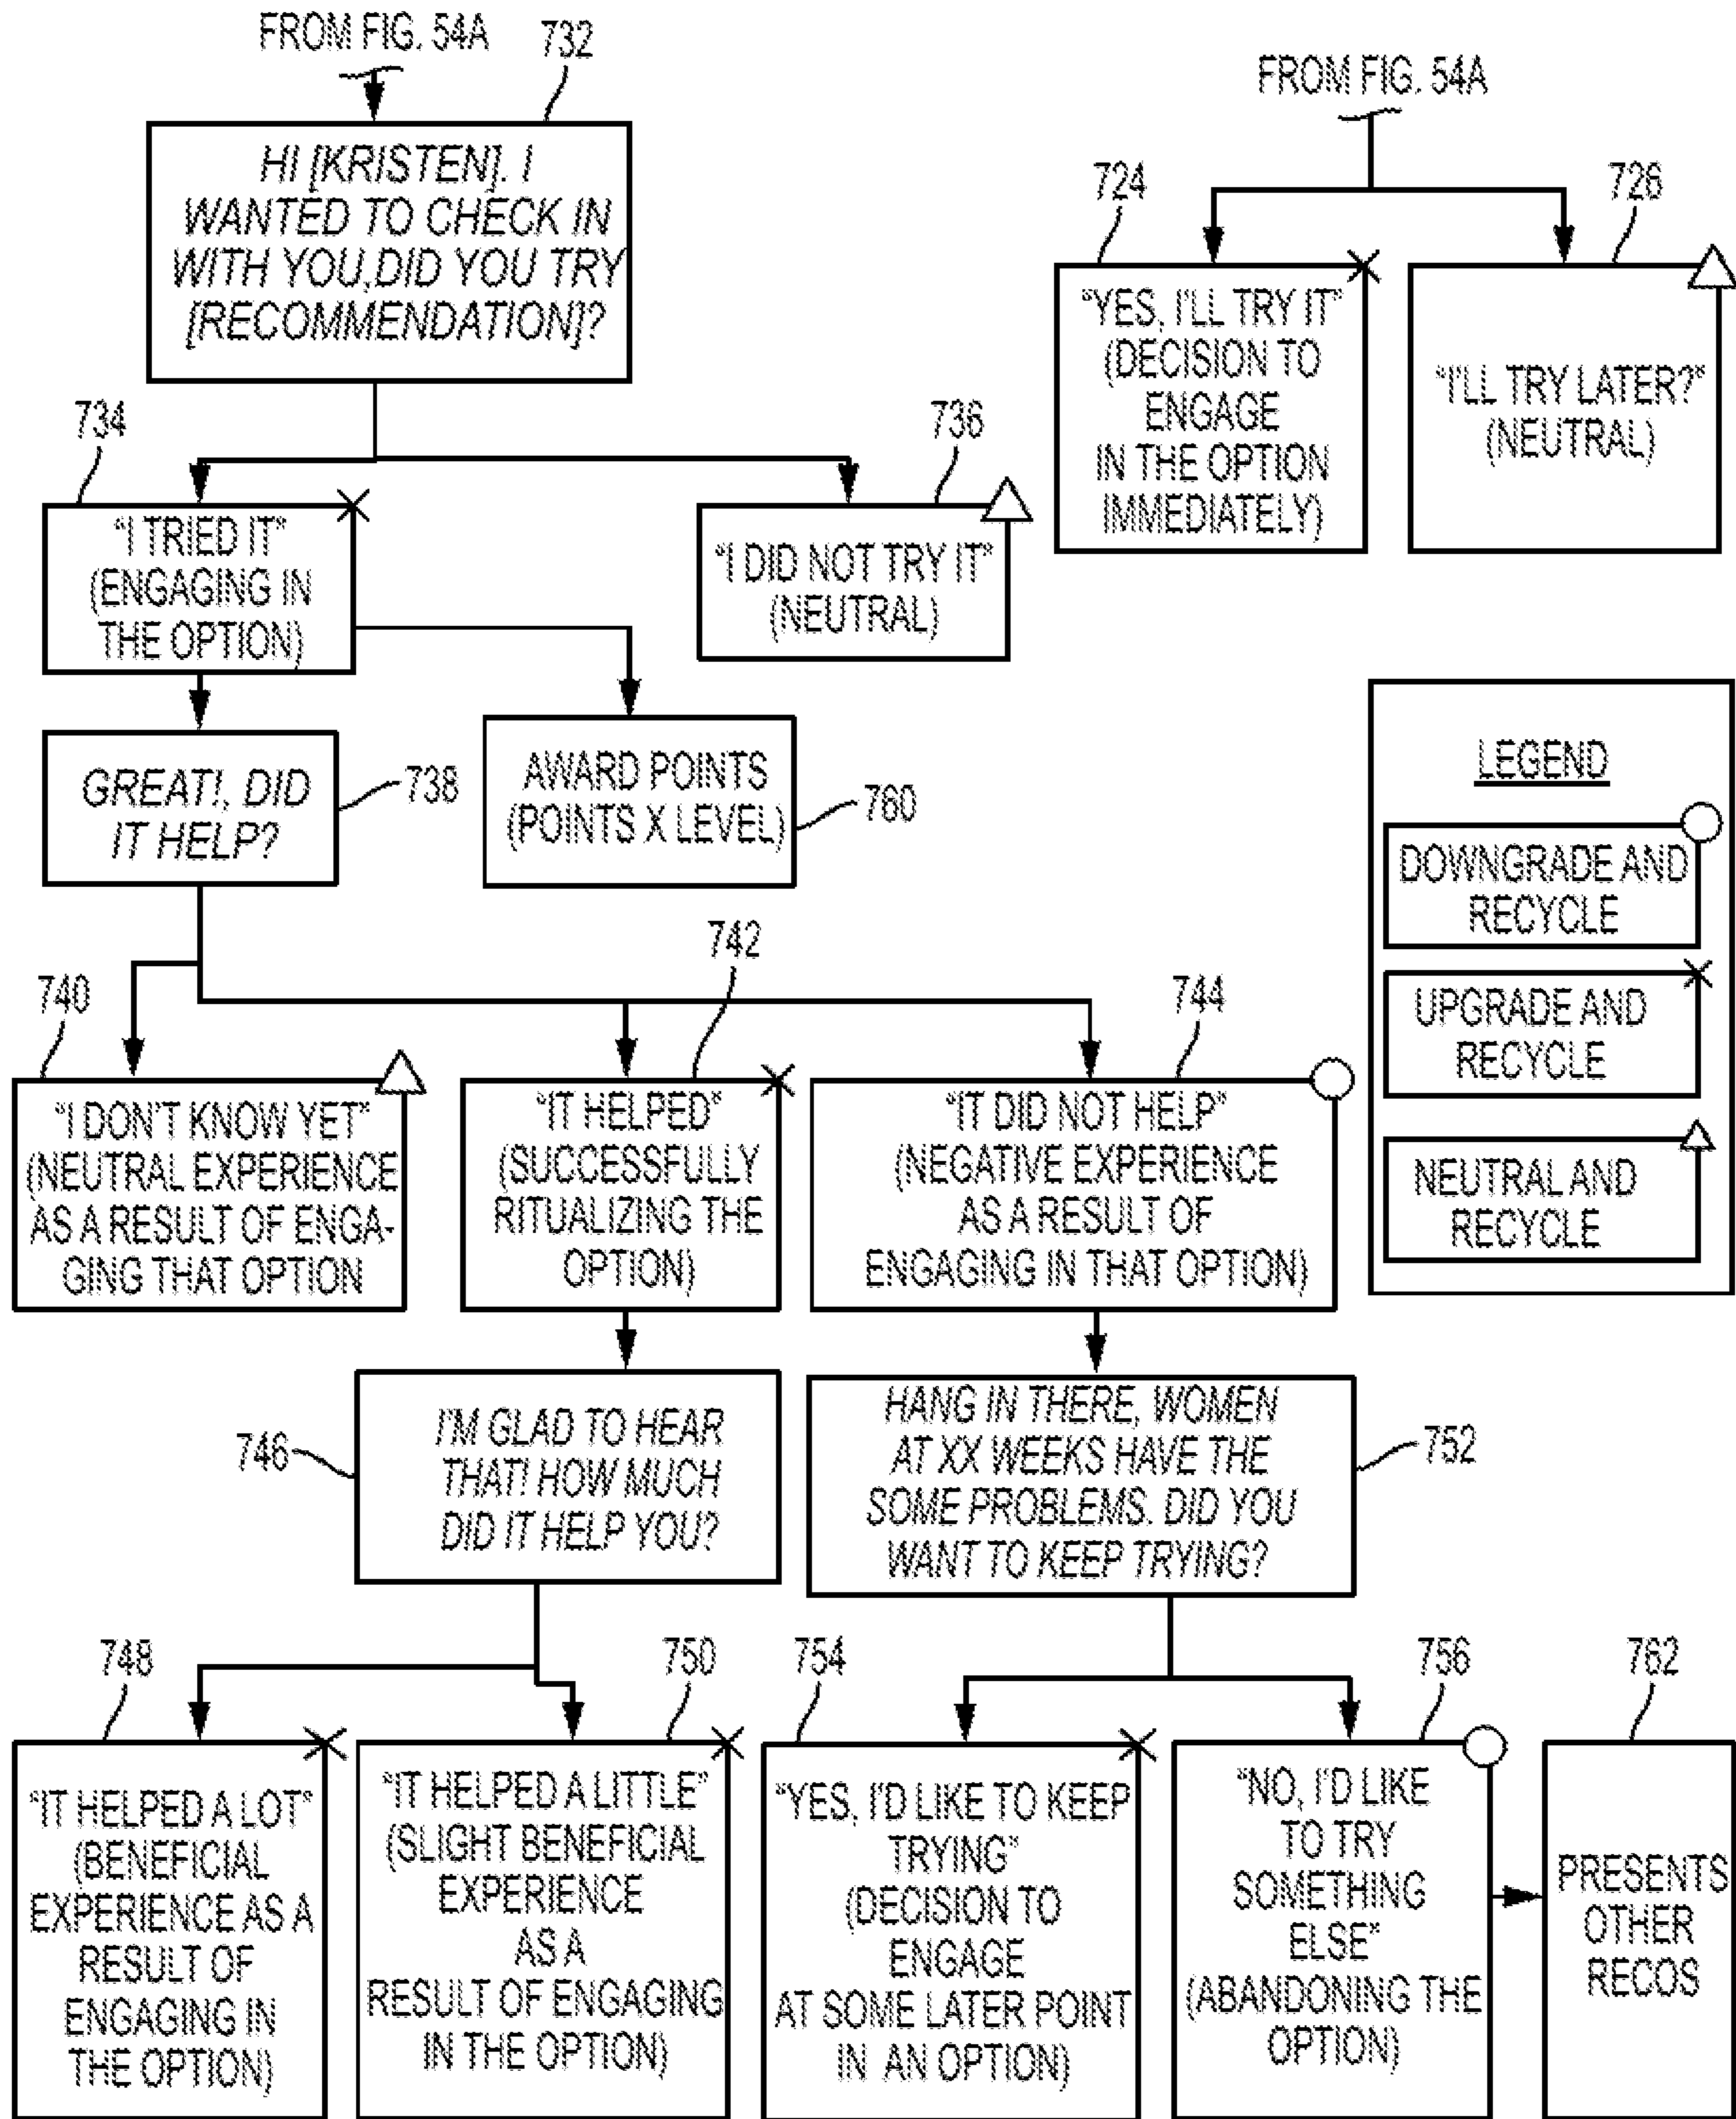 FROM FIG. 54A
732
HI [KRISTEN]. I
WANTED TO CHECK IN
WITH YOU,DID YOU TRY
[RECOMMENDATION]?
FROM FIG. 54A
724
726
"YES, I'LL TRY IT"
(DECISION TO
ENGAGE
IN THE OPTION
IMMEDIATELY)
"I'LL TRY LATER?"
(NEUTRAL)
734
736
"I TRIED IT"
(ENGAGING IN
THE OPTION)
"I DID NOT TRY IT"
(NEUTRAL)
GREAT!, DID
IT HELP?
738
AWARD POINTS
(POINTS X LEVEL)
760
LEGEND
DOWNGRADE AND
RECYCLE
UPGRADE AND
RECYCLE
NEUTRAL AND
RECYCLE
740
742
744
"I DON'T KNOW YET"
(NEUTRAL EXPERIENCE
AS A RESULT OF ENGA-
GING THAT OPTION
"IT HELPED"
(SUCCESSFULLY
RITUALIZING THE
OPTION)
"IT DID NOT HELP"
(NEGATIVE EXPERIENCE
AS A RESULT OF
ENGAGING IN THAT OPTION)
746
I'M GLAD TO HEAR
THAT! HOW MUCH
DID IT HELP YOU?
HANG IN THERE, WOMEN
AT XX WEEKS HAVE THE
SOME PROBLEMS. DID YOU
WANT TO KEEP TRYING?
752
748
750
754
756
762
"IT HELPED A LOT"
(BENEFICIAL
EXPERIENCE AS A
RESULT OF
ENGAGING IN
THE OPTION)
"IT HELPED A LITTLE"
(SLIGHT BENEFICIAL
EXPERIENCE
AS A
RESULT OF ENGAGING
IN THE OPTION)
"YES, I'D LIKE TO KEEP
TRYING"
(DECISION TO
ENGAGE
AT SOME LATER POINT
IN AN OPTION)
"NO, I'D LIKE
TO TRY
SOMETHING
ELSE"
(ABANDONING THE
OPTION)
PRESENTS
OTHER
RECOS